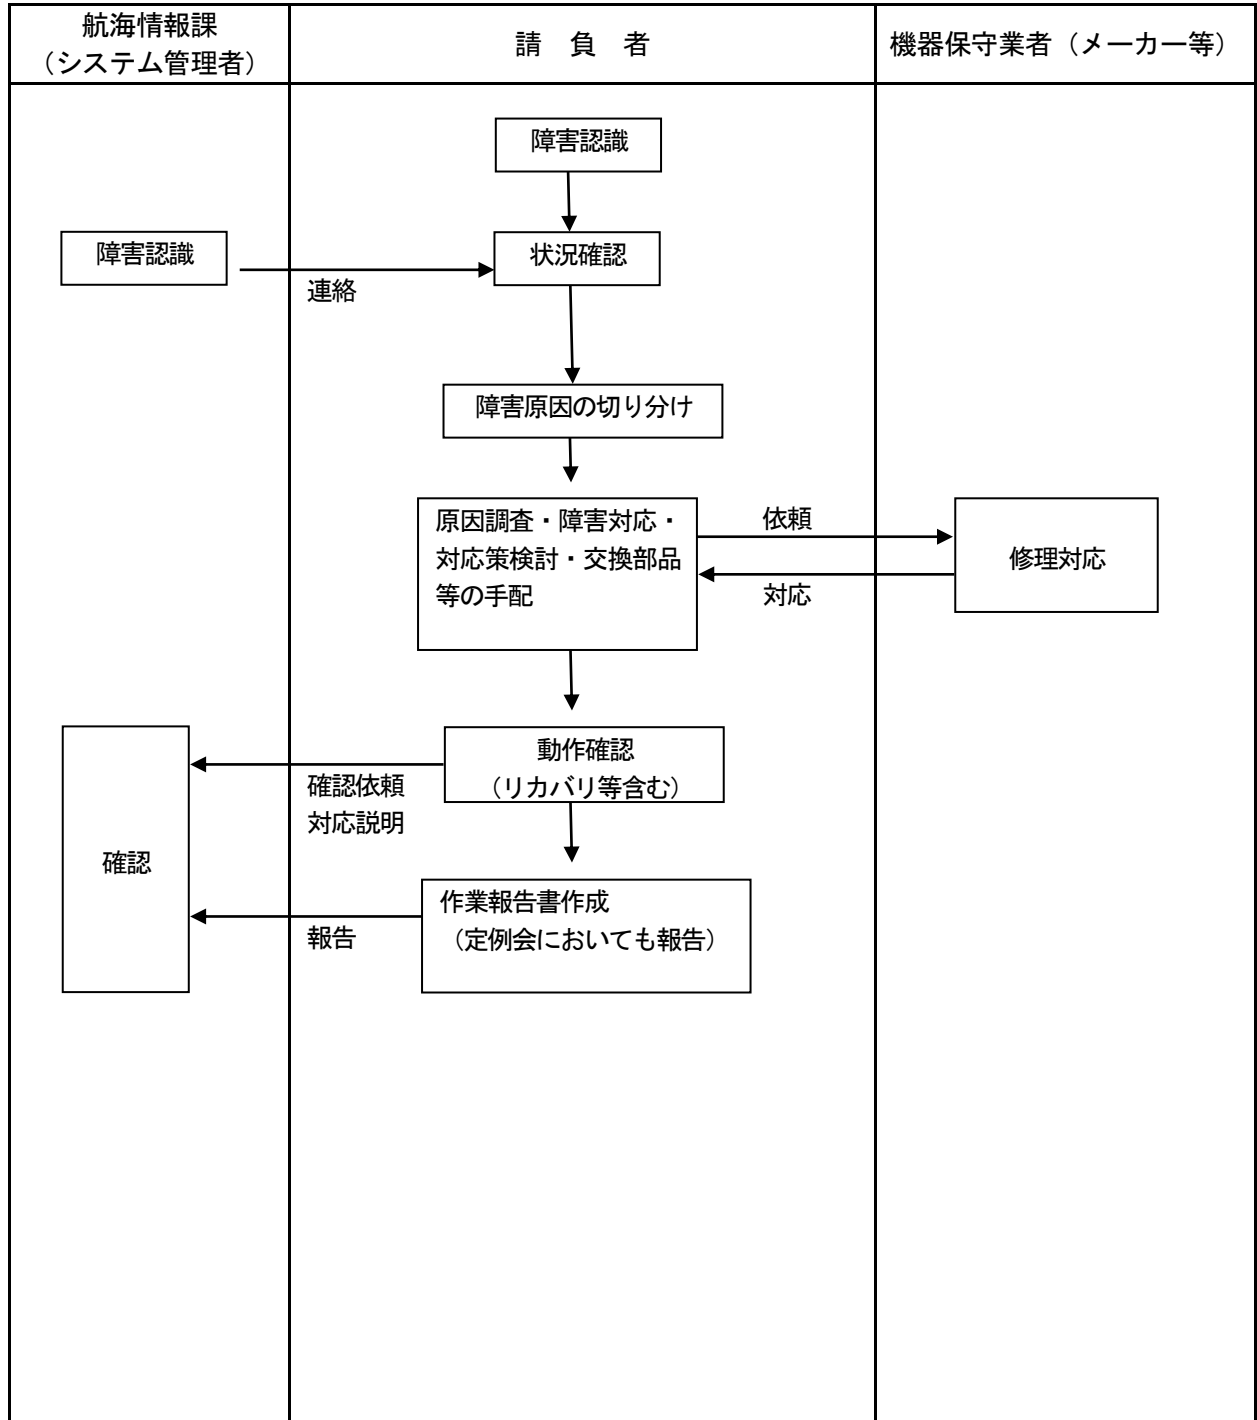 航海情報課
（システム管理者）
請　負　者
機器保守業者（メーカー等）
障害認識
障害認識
状況確認
連絡
障害原因の切り分け
原因調査・障害対応・
対応策検討・交換部品
等の手配
依頼
対応
修理対応
動作確認
（リカバリ等含む）
確認依頼
対応説明
確認
作業報告書作成
（定例会においても報告）
報告